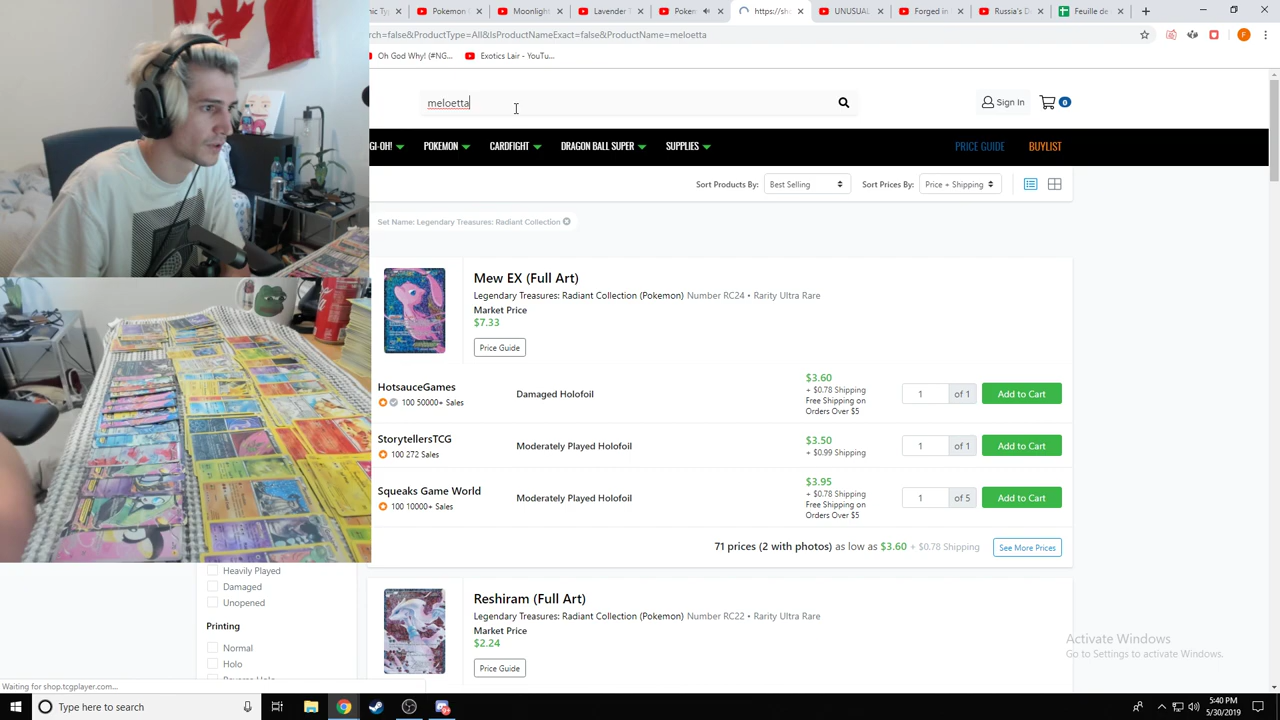 Moonlight
Lavender T
Pokem
https://sho
UNUSUAL
Forged in
Russia's Da
Feuille de
rch=false&ProductType=All&IsProductNameExact=false&ProductName=meloetta
Oh God Why! (#NG...
Exotics Lair - YouTu...
meloetta
Sign In
0
GI-OH!
POKEMON
CARDFIGHT
DRAGON BALL SUPER
SUPPLIES
PRICE GUIDE
BUYLIST
Sort Products By:
Best Selling
Sort Prices By:
Price + Shipping
Set Name: Legendary Treasures: Radiant Collection
Mew EX (Full Art)
Legendary Treasures: Radiant Collection (Pokemon) Number RC24 • Rarity Ultra Rare
Market Price
$7.33
Price Guide
HotsauceGames
100 50000+ Sales
Damaged Holofoil
$3.60
+ $0.78 Shipping
Free Shipping on
Orders Over $5
1 of 1
Add to Cart
StorytellersTCG
100 272 Sales
Moderately Played Holofoil
$3.50
+ $0.99 Shipping
1 of 1
Add to Cart
Squeaks Game World
100 10000+ Sales
Moderately Played Holofoil
$3.95
+ $0.78 Shipping
Free Shipping on
Orders Over $5
1 of 5
Add to Cart
71 prices (2 with photos) as low as $3.60 + $0.78 Shipping
See More Prices
Heavily Played
Damaged
Unopened
Printing
Normal
Holo
Reshiram (Full Art)
Legendary Treasures: Radiant Collection (Pokemon) Number RC22 • Rarity Ultra Rare
Market Price
$2.24
Price Guide
Activate Windows
Go to Settings to activate Windows.
Waiting for shop.tcgplayer.com...
Type here to search
5:40 PM
5/30/2019